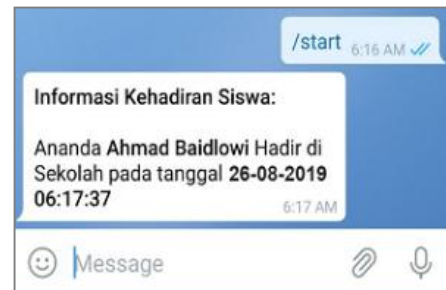 /start 6:16 AM
Informasi Kehadiran Siswa:
Ananda Ahmad Baidlowi Hadir di
Sekolah pada tanggal 26-08-2019
06:17:37
6:17 AM
Message